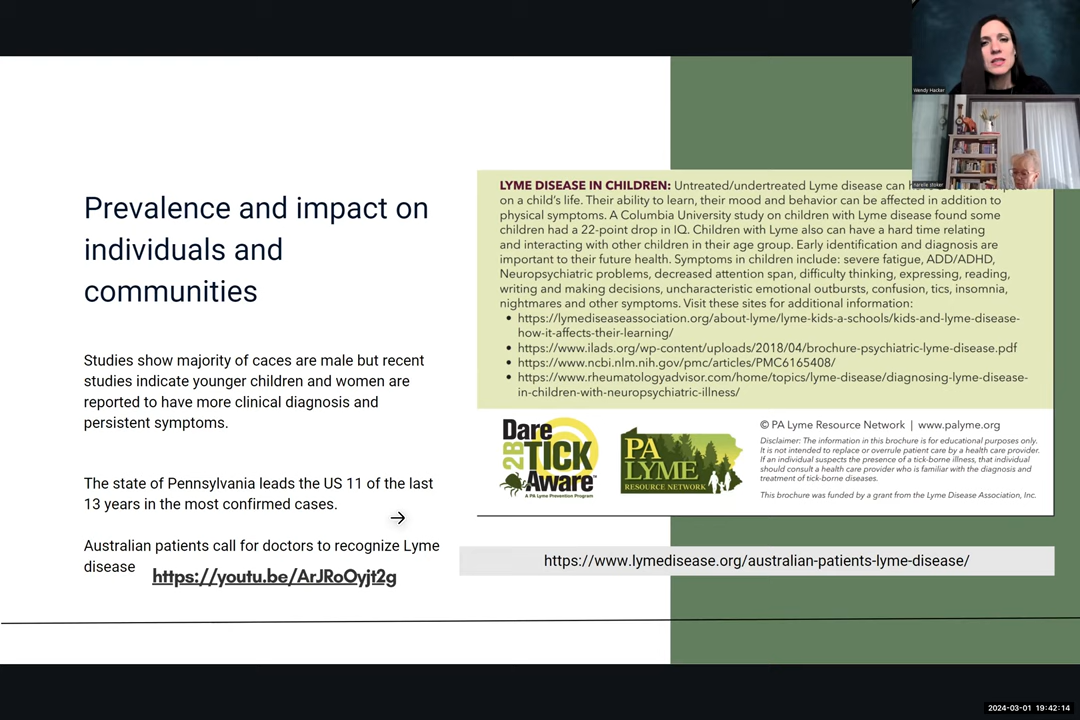 Wendy Hacker
Prevalence and impact on
individuals and
communities
Studies show majority of caces are male but recent
studies indicate younger children and women are
reported to have more clinical diagnosis and
persistent symptoms.
The state of Pennsylvania leads the US 11 of the last
13 years in the most confirmed cases.
Australian patients call for doctors to recognize Lyme
disease
https://youtu.be/ArJRoOyjt2g
LYME DISEASE IN CHILDREN: Untreated/undertreated Lyme disease can
on a child's life. Their ability to learn, their mood and behavior can be affected in addition to
physical symptoms. A Columbia University study on children with Lyme disease found some
children had a 22-point drop in IQ. Children with Lyme also can have a hard time relating
and interacting with other children in their age group. Early identification and diagnosis are
important to their future health. Symptoms in children include: severe fatigue, ADD/ADHD,
Neuropsychiatric problems, decreased attention span, difficulty thinking, expressing, reading,
writing and making decisions, uncharacteristic emotional outbursts, confusion, tics, insomnia,
nightmares and other symptoms. Visit these sites for additional information:
• https://lymediseaseassociation.org/about-lyme/lyme-kids-a-schools/kids-and-lyme-disease-
how-it-affects-their-learning/
• https://www.ilads.org/wp-content/uploads/2018/04/brochure-psychiatric-lyme-disease.pdf
• https://www.ncbi.nlm.nih.gov/pmc/articles/PMC6165408/
• https://www.rheumatologyadvisor.com/home/topics/lyme-disease/diagnosing-lyme-disease-
in-children-with-neuropsychiatric-illness/
Dare
2B
TICK
Aware
A PA Lyme Prevention Program
PA
LYME
RESOURCE NETWORK
© PA Lyme Resource Network | www.palyme.org
Disclaimer: The information in this brochure is for educational purposes only.
It is not intended to replace or overrule patient care by a health care provider.
If an individual suspects the presence of a tick-borne illness, that individual
should consult a health care provider who is familiar with the diagnosis and
treatment of tick-borne diseases.
This brochure was funded by a grant from the Lyme Disease Association, Inc.
https://www.lymedisease.org/australian-patients-lyme-disease/
2024-03-01 19:42:14